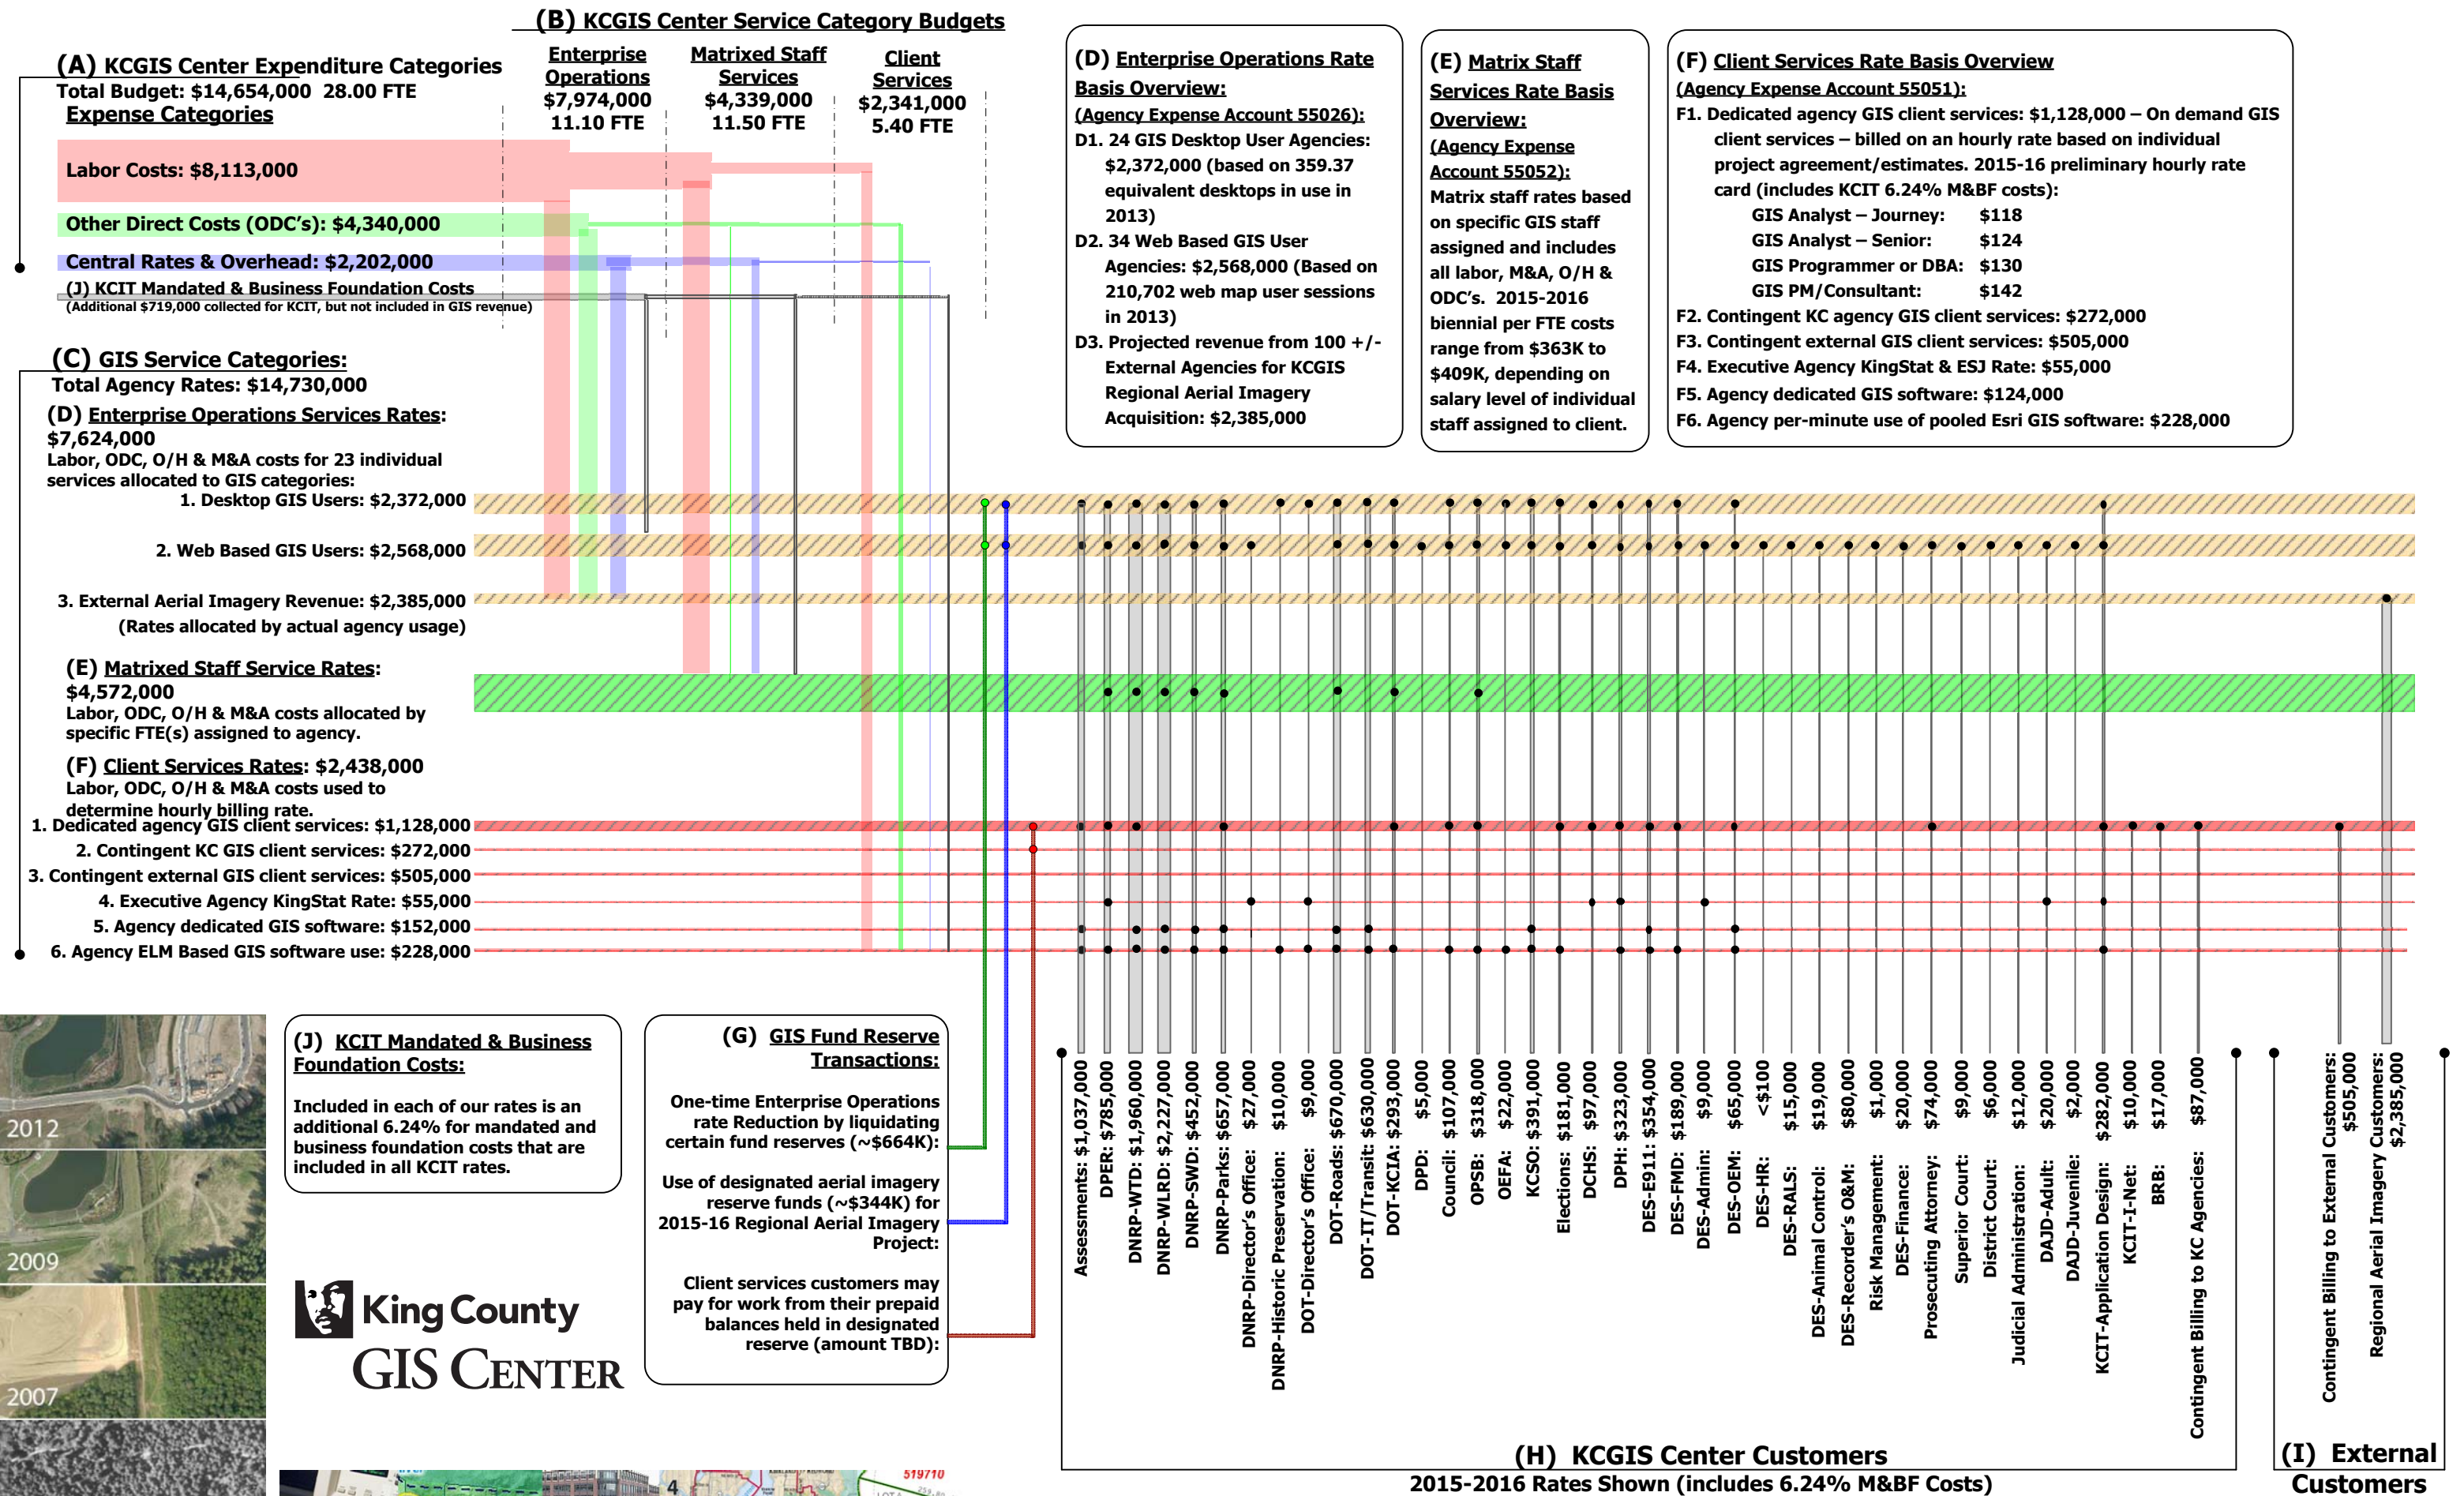 (B) KCGIS Center Service Category Budgets
Enterprise
Operations
$7,974,000
11.10 FTE
Matrixed Staff
Services
$4,339,000
11.50 FTE
Client
Services
$2,341,000
5.40 FTE
(A) KCGIS Center Expenditure Categories
Total Budget: $14,654,000 28.00 FTE
Expense Categories
Labor Costs: $8,113,000
Other Direct Costs (ODC's): $4,340,000
Central Rates & Overhead: $2,202,000
(J) KCIT Mandated & Business Foundation Costs
(Additional $719,000 collected for KCIT, but not included in GIS revenue)
(D) Enterprise Operations Rate
Basis Overview:
(Agency Expense Account 55026):
D1. 24 GIS Desktop User Agencies:
$2,372,000 (based on 359.37
equivalent desktops in use in
2013)
D2. 34 Web Based GIS User
Agencies: $2,568,000 (Based on
210,702 web map user sessions
in 2013)
D3. Projected revenue from 100 +/-
External Agencies for KCGIS
Regional Aerial Imagery
Acquisition: $2,385,000
(E) Matrix Staff
Services Rate Basis
Overview:
(Agency Expense
Account 55052):
Matrix staff rates based
on specific GIS staff
assigned and includes
all labor, M&A, O/H &
ODC's. 2015-2016
biennial per FTE costs
range from $363K to
$409K, depending on
salary level of individual
staff assigned to client.
(F) Client Services Rate Basis Overview
(Agency Expense Account 55051):
F1. Dedicated agency GIS client services: $1,128,000 – On demand GIS
client services – billed on an hourly rate based on individual
project agreement/estimates. 2015-16 preliminary hourly rate
card (includes KCIT 6.24% M&BF costs):
GIS Analyst – Journey: $118
GIS Analyst – Senior: $124
GIS Programmer or DBA: $130
GIS PM/Consultant: $142
F2. Contingent KC agency GIS client services: $272,000
F3. Contingent external GIS client services: $505,000
F4. Executive Agency KingStat & ESJ Rate: $55,000
F5. Agency dedicated GIS software: $124,000
F6. Agency per-minute use of pooled Esri GIS software: $228,000
(C) GIS Service Categories:
Total Agency Rates: $14,730,000
(D) Enterprise Operations Services Rates:
$7,624,000
Labor, ODC, O/H & M&A costs for 23 individual
services allocated to GIS categories:
1. Desktop GIS Users: $2,372,000
2. Web Based GIS Users: $2,568,000
3. External Aerial Imagery Revenue: $2,385,000
(Rates allocated by actual agency usage)
(E) Matrixed Staff Service Rates:
$4,572,000
Labor, ODC, O/H & M&A costs allocated by
specific FTE(s) assigned to agency.
(F) Client Services Rates: $2,438,000
Labor, ODC, O/H & M&A costs used to
determine hourly billing rate.
1. Dedicated agency GIS client services: $1,128,000
2. Contingent KC GIS client services: $272,000
3. Contingent external GIS client services: $505,000
4. Executive Agency KingStat Rate: $55,000
5. Agency dedicated GIS software: $152,000
6. Agency ELM Based GIS software use: $228,000
2012
2009
2007
(J) KCIT Mandated & Business
Foundation Costs:
Included in each of our rates is an
additional 6.24% for mandated and
business foundation costs that are
included in all KCIT rates.
King County
GIS CENTER
(G) GIS Fund Reserve
Transactions:
One-time Enterprise Operations
rate Reduction by liquidating
certain fund reserves (~$664K):
Use of designated aerial imagery
reserve funds (~$344K) for
2015-16 Regional Aerial Imagery
Project:
Client services customers may
pay for work from their prepaid
balances held in designated
reserve (amount TBD):
Assessments: $1,037,000
DPER: $785,000
DNRP-WTD: $1,960,000
DNRP-WLRD: $2,227,000
DNRP-SWD: $452,000
DNRP-Parks: $657,000
DNRP-Director's Office: $27,000
DNRP-Historic Preservation: $10,000
DOT-Director's Office: $9,000
DOT-Roads: $670,000
DOT-IT/Transit: $630,000
DOT-KCIA: $293,000
DPD: $5,000
Council: $107,000
OPSB: $318,000
OEFA: $22,000
KCSO: $391,000
Elections: $181,000
DCHS: $97,000
DPH: $323,000
DES-E911: $354,000
DES-FMD: $189,000
DES-Admin: $9,000
DES-OEM: $65,000
DES-HR: <$100
DES-RALS: $15,000
DES-Animal Control: $19,000
DES-Recorder's O&M: $80,000
Risk Management: $1,000
DES-Finance: $20,000
Prosecuting Attorney: $74,000
Superior Court: $9,000
District Court: $6,000
Judicial Administration: $12,000
DAJD-Adult: $20,000
DAJD-Juvenile: $2,000
KCIT-Application Design: $282,000
KCIT-I-Net: $10,000
BRB: $17,000
Contingent Billing to KC Agencies: $87,000
Contingent Billing to External Customers:
$505,000
Regional Aerial Imagery Customers:
$2,385,000
(H) KCGIS Center Customers
2015-2016 Rates Shown (includes 6.24% M&BF Costs)
(I) External
Customers
4
519710